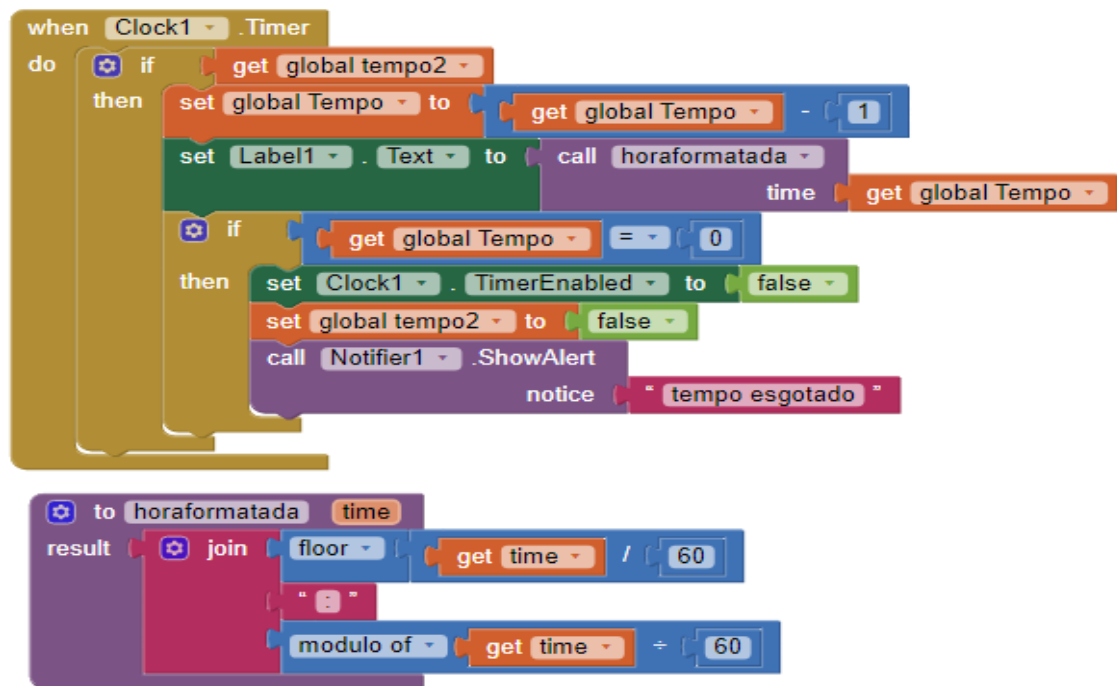 when Clock1 .Timer
do if get global tempo2
then set global Tempo to get global Tempo - 1
set Label1 . Text to call horaformatada
time get global Tempo
if get global Tempo = 0
then set Clock1 . TimerEnabled to false
set global tempo2 to false
call Notifier1 .ShowAlert
notice “ tempo esgotado ”
to horaformatada time
result join floor get time / 60
“ : ”
modulo of get time ÷ 60